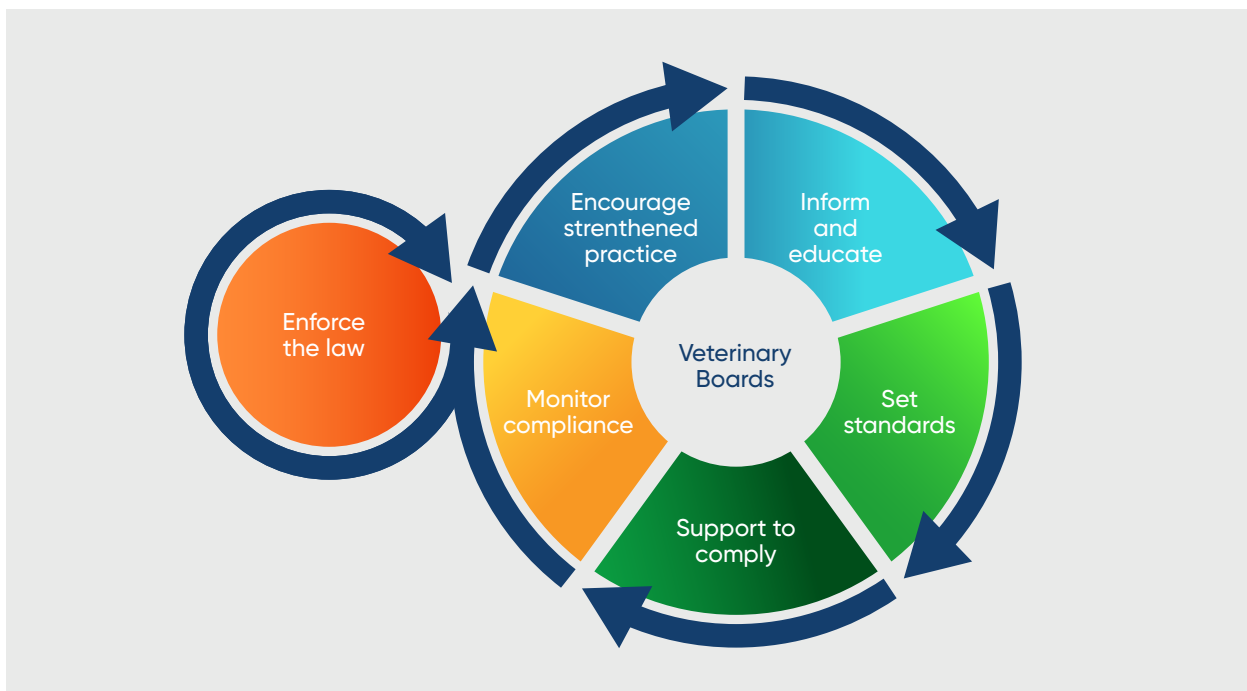 Encourage
strenthened
practice
Inform
and
educate
Enforce
the law
Veterinary
Boards
Monitor
compliance
Set
standards
Support to
comply